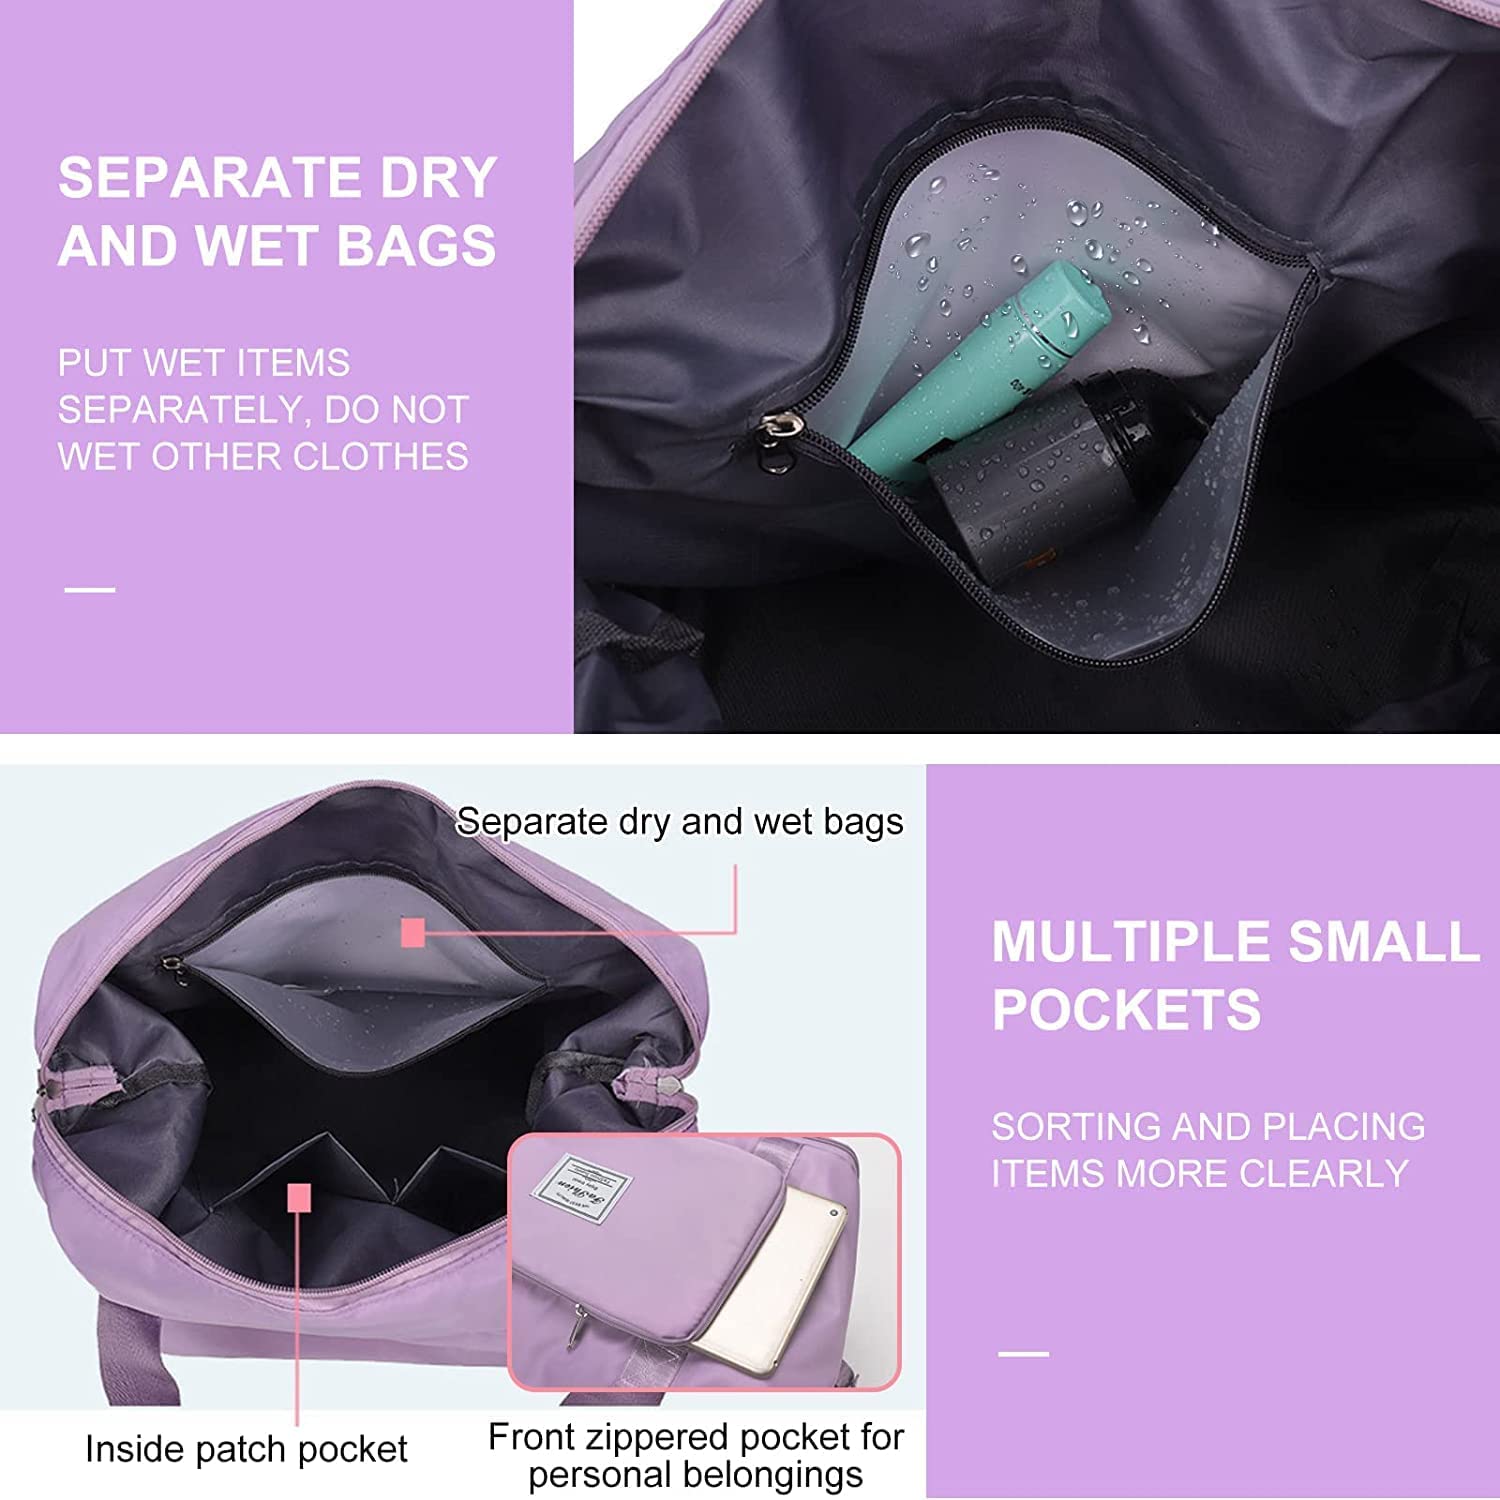 SEPARATE DRY
AND WET BAGS
PUT WET ITEMS
SEPARATELY, DO NOT
WET OTHER CLOTHES
Separate dry and wet bags
MULTIPLE SMALL
POCKETS
SORTING AND PLACING
ITEMS MORE CLEARLY
Fashion
Inside patch pocket
Front zippered pocket for
personal belongings